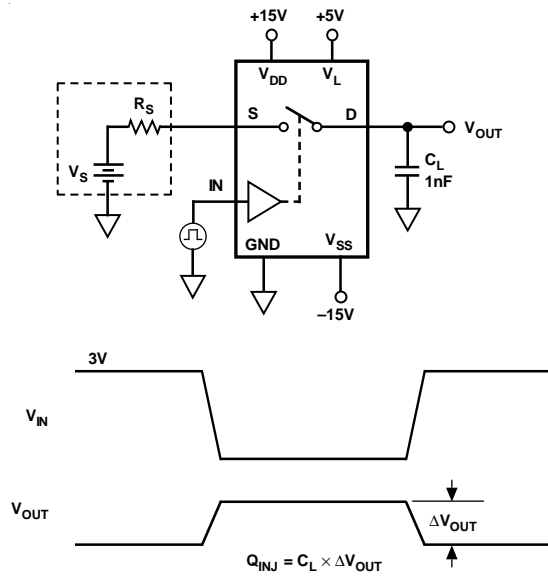 +15V +5V
V_DD V_L
R_S
S D
V_OUT
V_S
C_L
1nF
IN
GND V_SS
–15V
3V
V_IN
V_OUT
ΔV_OUT
Q_INJ = C_L × ΔV_OUT